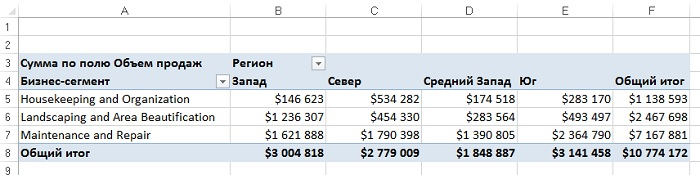 A B C D E F
1
2
3 Сумма по полю Объем продаж Регион
4 Бизнес-сегмент Запад Север Средний Запад Юг Общий итог
5 Housekeeping and Organization $146 623 $534 282 $174 518 $283 170 $1 138 593
6 Landscaping and Area Beautification $1 236 307 $454 330 $283 564 $493 497 $2 467 698
7 Maintenance and Repair $1 621 888 $1 790 398 $1 390 805 $2 364 790 $7 167 881
8 Общий итог $3 004 818 $2 779 009 $1 848 887 $3 141 458 $10 774 172
9